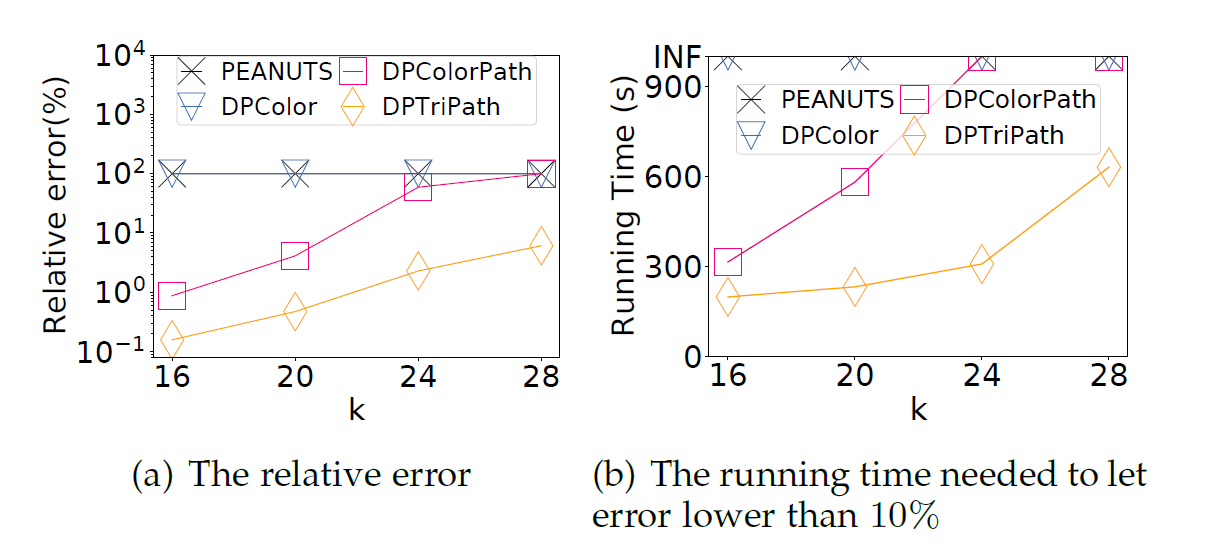 10^4
10^3
10^2
10^1
10^0
10^-1
Relative error(%)
PEANUTS DPColorPath
DPColor DPTriPath
16 20 24 28
k
(a) The relative error
INF
900
600
300
0
Running Time (s)
PEANUTS DPColorPath
DPColor DPTriPath
16 20 24 28
k
(b) The running time needed to let
error lower than 10%